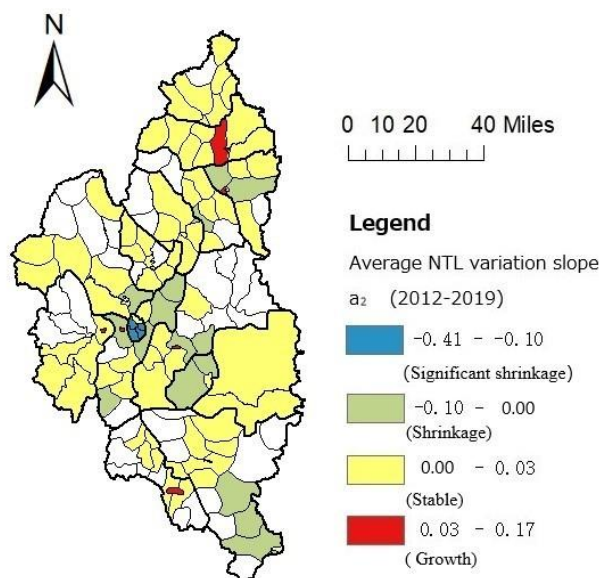 N
0 10 20 40 Miles
Legend
Average NTL variation slope
a₂ (2012-2019)
-0.41 - -0.10
(Significant shrinkage)
-0.10 - 0.00
(Shrinkage)
0.00 - 0.03
(Stable)
0.03 - 0.17
( Growth)